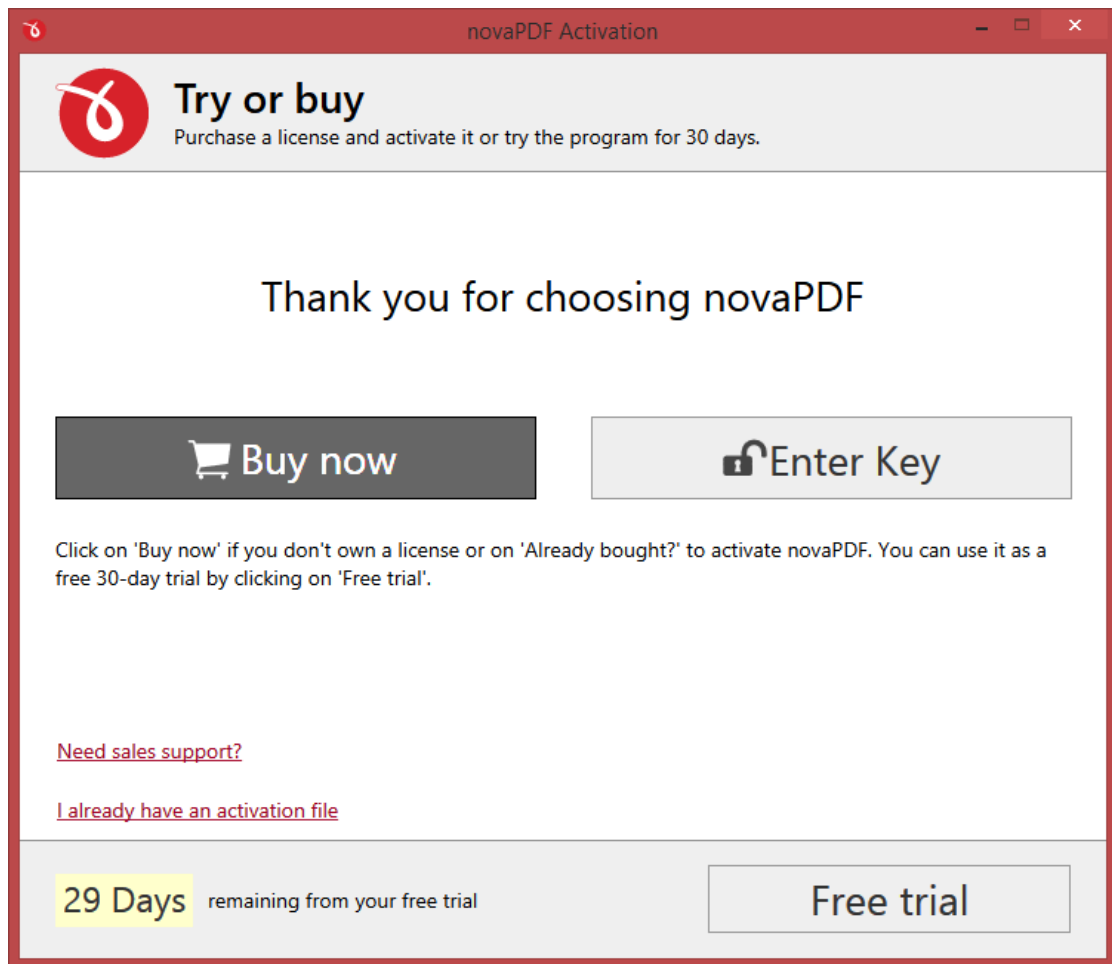 novaPDF Activation
Try or buy
Purchase a license and activate it or try the program for 30 days.
Thank you for choosing novaPDF
Buy now
Enter Key
Click on 'Buy now' if you don't own a license or on 'Already bought?' to activate novaPDF. You can use it as a
free 30-day trial by clicking on 'Free trial'.
Need sales support?
I already have an activation file
29 Days
remaining from your free trial
Free trial